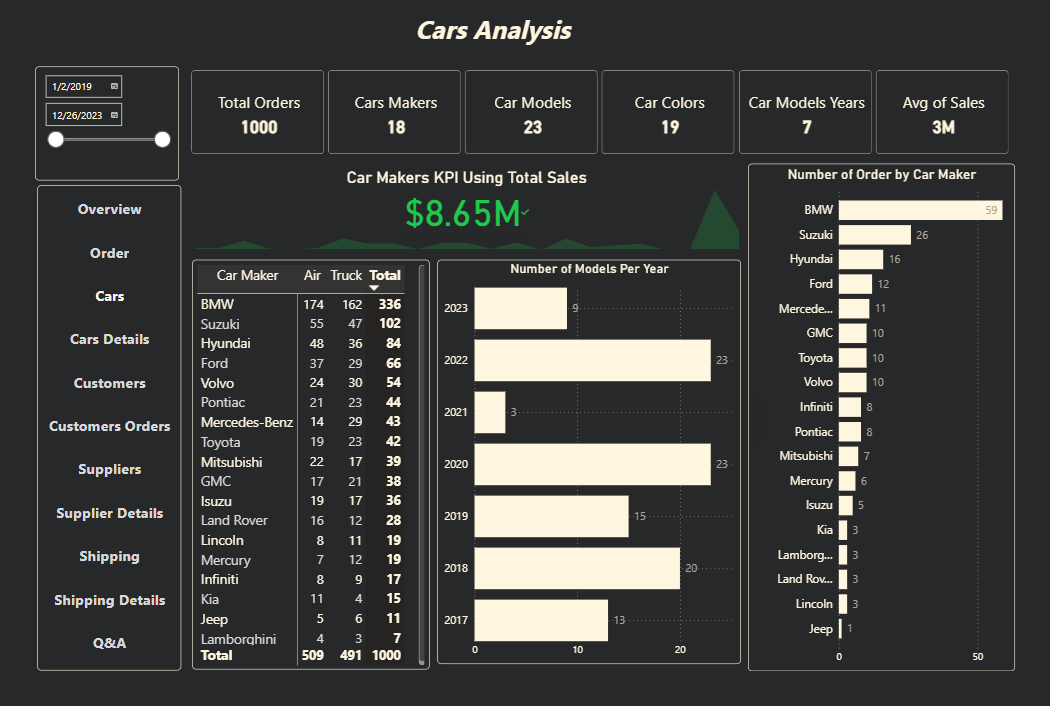 Cars Analysis
1/2/2019
12/26/2023
Total Orders
1000
Cars Makers
18
Car Models
23
Car Colors
19
Car Models Years
7
Avg of Sales
3M
Overview
Order
Cars
Cars Details
Customers
Customers Orders
Suppliers
Supplier Details
Shipping
Shipping Details
Q&A
Car Makers KPI Using Total Sales
$8.65M✓
Car Maker Air Truck Total
BMW 174 162 336
Suzuki 55 47 102
Hyundai 48 36 84
Ford 37 29 66
Volvo 24 30 54
Pontiac 21 23 44
Mercedes-Benz 14 29 43
Toyota 19 23 42
Mitsubishi 22 17 39
GMC 17 21 38
Isuzu 19 17 36
Land Rover 16 12 28
Lincoln 8 11 19
Mercury 7 12 19
Infiniti 8 9 17
Kia 11 4 15
Jeep 5 6 11
Lamborghini 4 3 7
Total 509 491 1000
Number of Models Per Year
2023 9
2022 23
2021 3
2020 23
2019 15
2018 20
2017 13
0 10 20
Number of Order by Car Maker
BMW 59
Suzuki 26
Hyundai 16
Ford 12
Mercede... 11
GMC 10
Toyota 10
Volvo 10
Infiniti 8
Pontiac 8
Mitsubishi 7
Mercury 6
Isuzu 5
Kia 3
Lamborg... 3
Land Rov... 3
Lincoln 3
Jeep 1
0 50